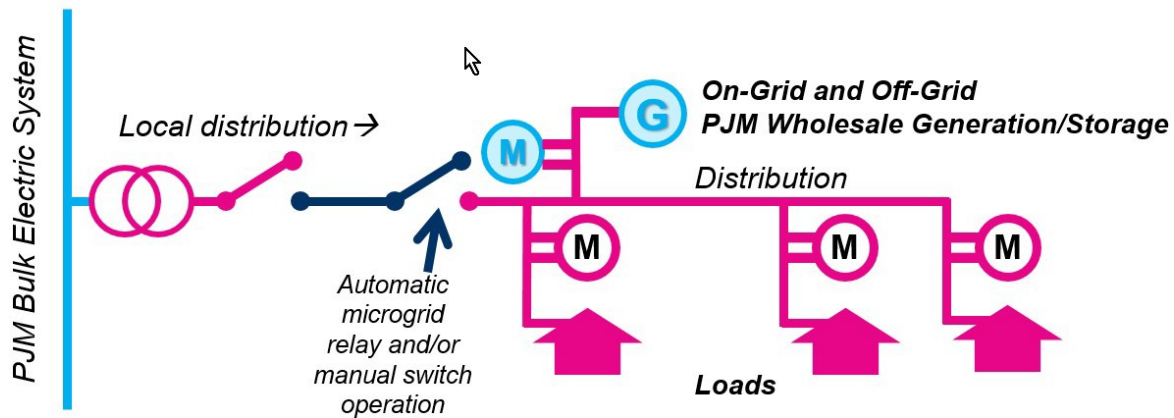 PJM Bulk Electric System
Local distribution→
G
On-Grid and Off-Grid
PJM Wholesale Generation/Storage
M
Distribution
M
M
M
Automatic
microgrid
relay and/or
manual switch
operation
Loads